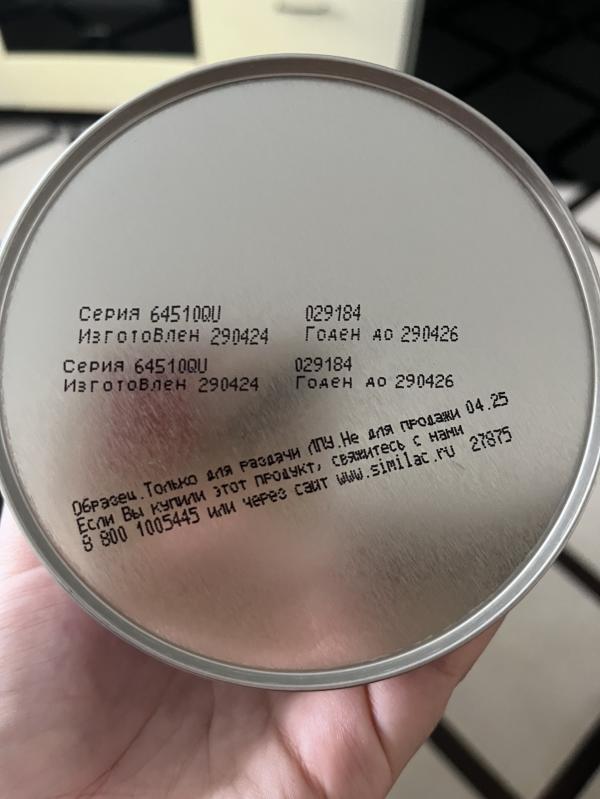 Серия 64510QU 029184
Изготовлен 290424 Годен до 290426
Серия 64510QU 029184
Изготовлен 290424 Годен до 290426
Образец.Только для раздачи ЛПУ.Не для продажи 04.25
Если Вы купили этот продукт, свяжитесь с нами
8 800 1005445 или через сайт www.similac.ru 27875